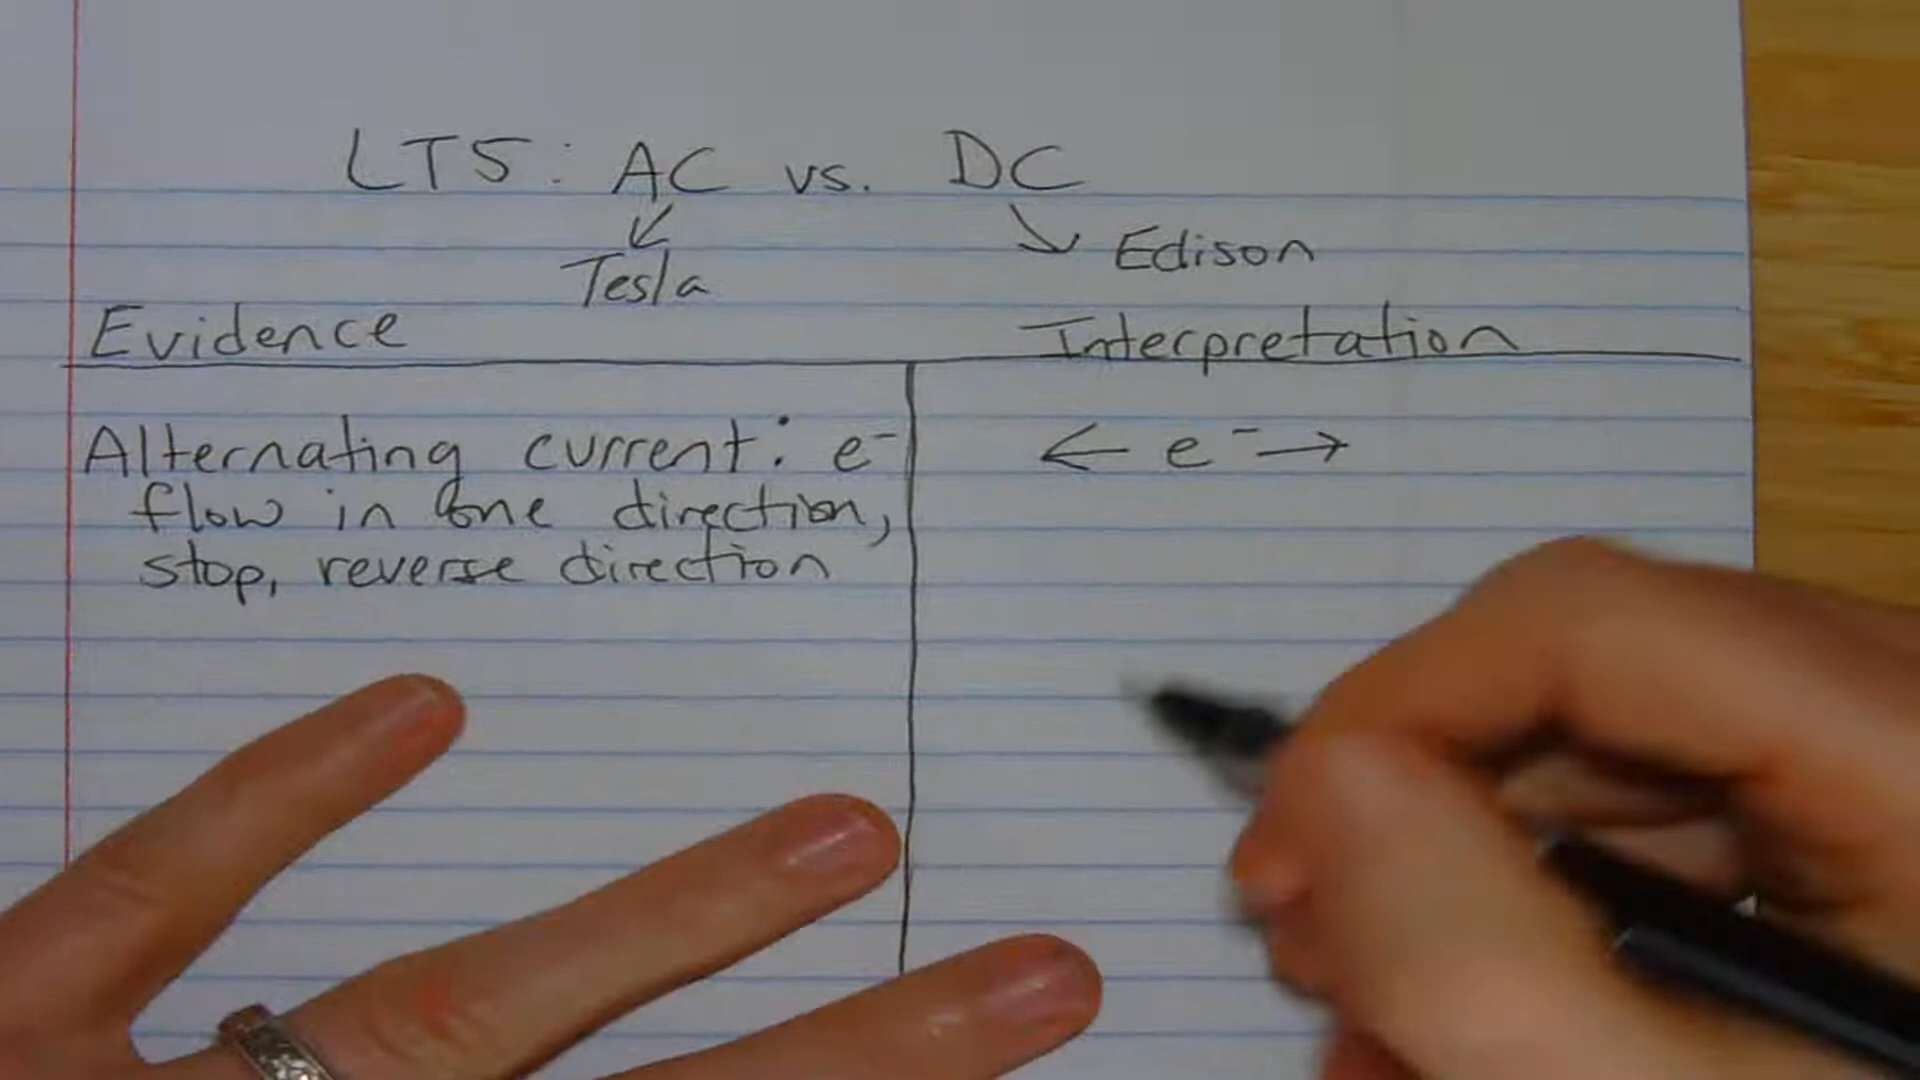 LT5: AC vs. DC
↙ ↘ Edison
Tesla
Evidence Interpretation
Alternating current: e⁻ ← e⁻ →
flow in one direction,
stop, reverse direction